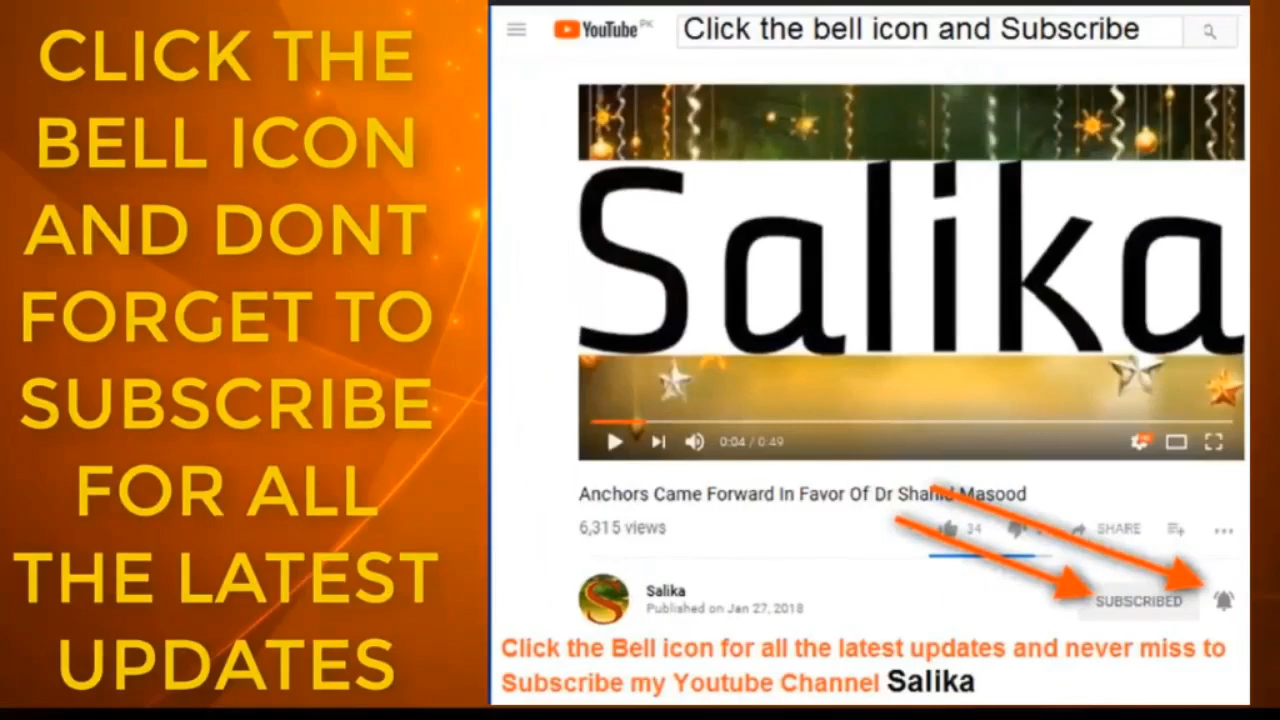 CLICK THE
BELL ICON
AND DONT
FORGET TO
SUBSCRIBE
FOR ALL
THE LATEST
UPDATES
YouTube PK
Click the bell icon and Subscribe
Salika
0:04 / 0:49
Anchors Came Forward In Favor Of Dr Shahid Masood
6,315 views
34
SHARE
Salika
Published on Jan 27, 2018
SUBSCRIBED
Click the Bell icon for all the latest updates and never miss to
Subscribe my Youtube Channel Salika